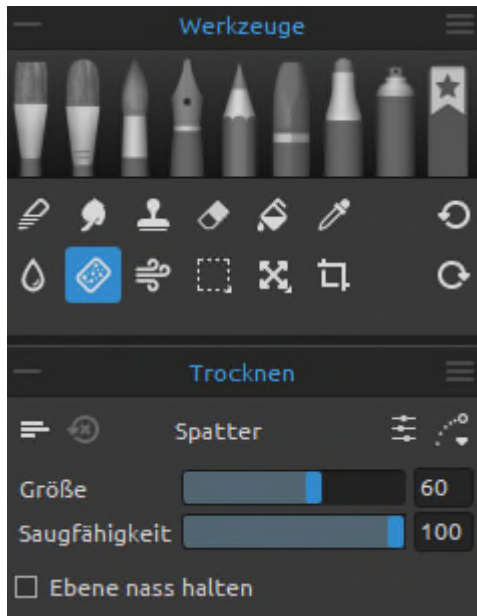 Werkzeuge
Trocknen
Spatter
Größe 60
Saugfähigkeit 100
Ebene nass halten